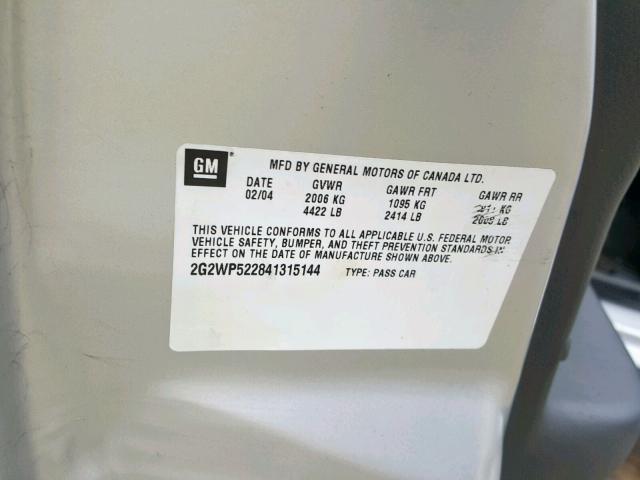 GM
MFD BY GENERAL MOTORS OF CANADA LTD.
DATE GVWR GAWR FRT GAWR RR
02/04 2006 KG 1095 KG KG
4422 LB 2414 LB LB
THIS VEHICLE CONFORMS TO ALL APPLICABLE U.S. FEDERAL MOTOR
VEHICLE SAFETY, BUMPER, AND THEFT PREVENTION STANDARDS IN
EFFECT ON THE DATE OF MANUFACTURE SHOWN ABOVE.
2G2WP522841315144 TYPE: PASS CAR